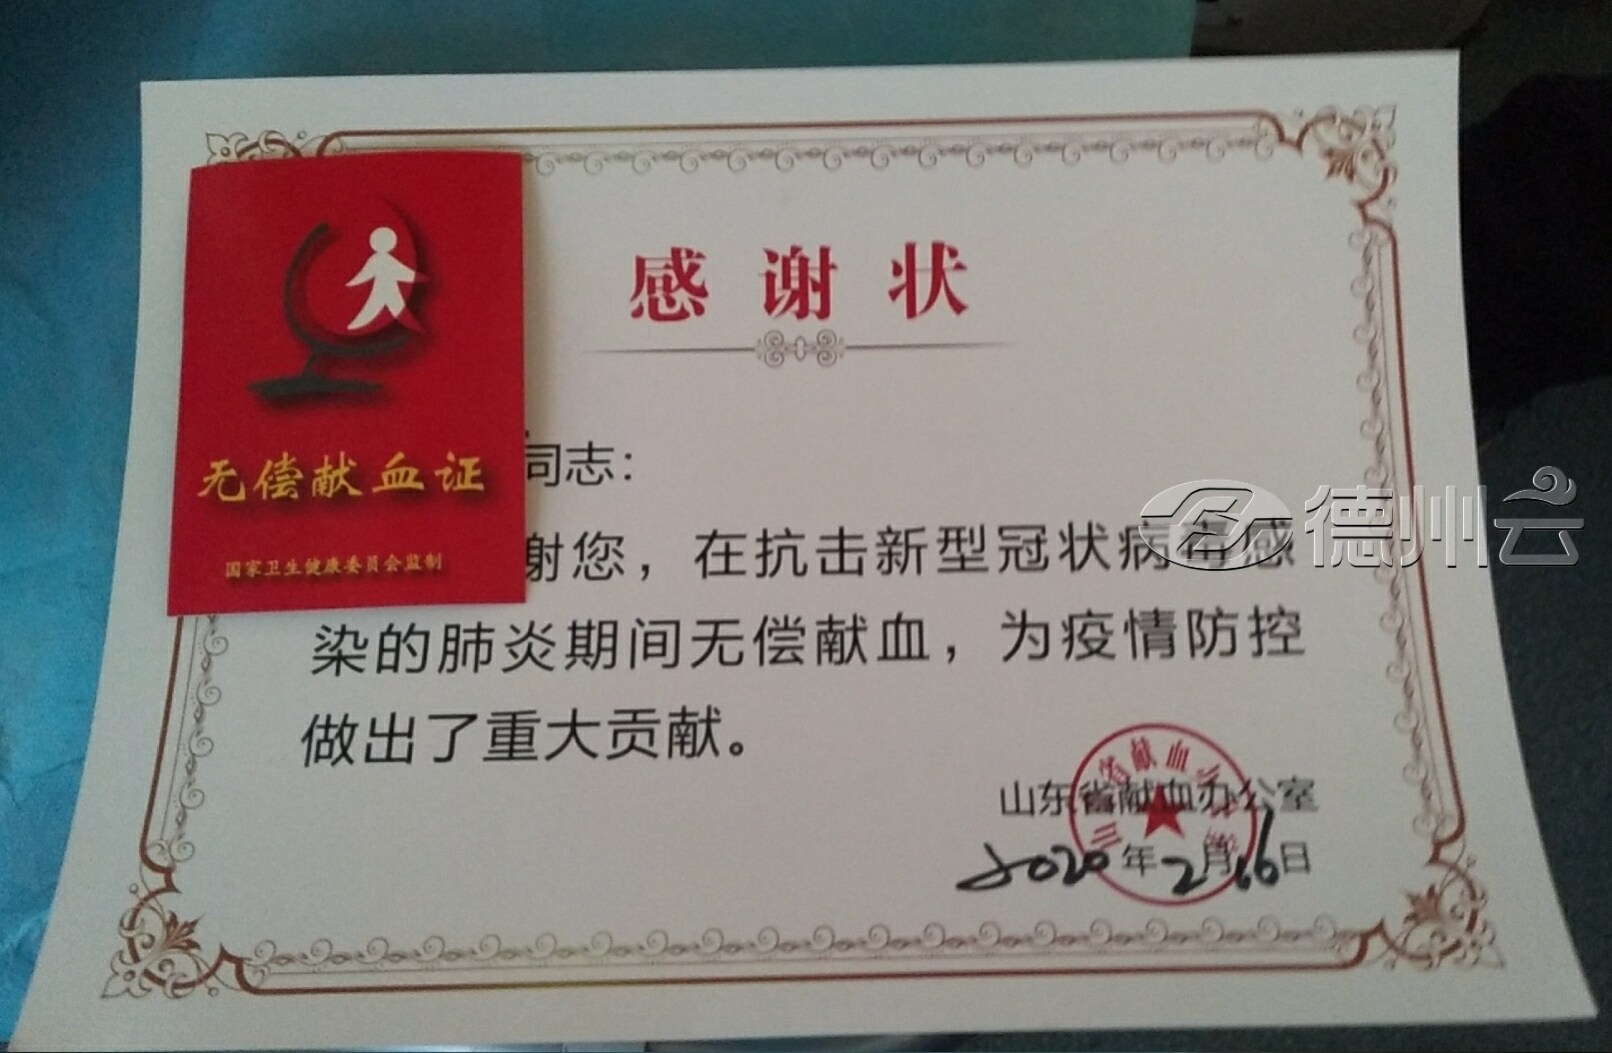 感谢状
无偿献血证
国家卫生健康委员会监制
同志：
谢您，在抗击新型冠状病毒感
染的肺炎期间无偿献血，为疫情防控
做出了重大贡献。
山东省献血办公室
2020年2月16日
德州云